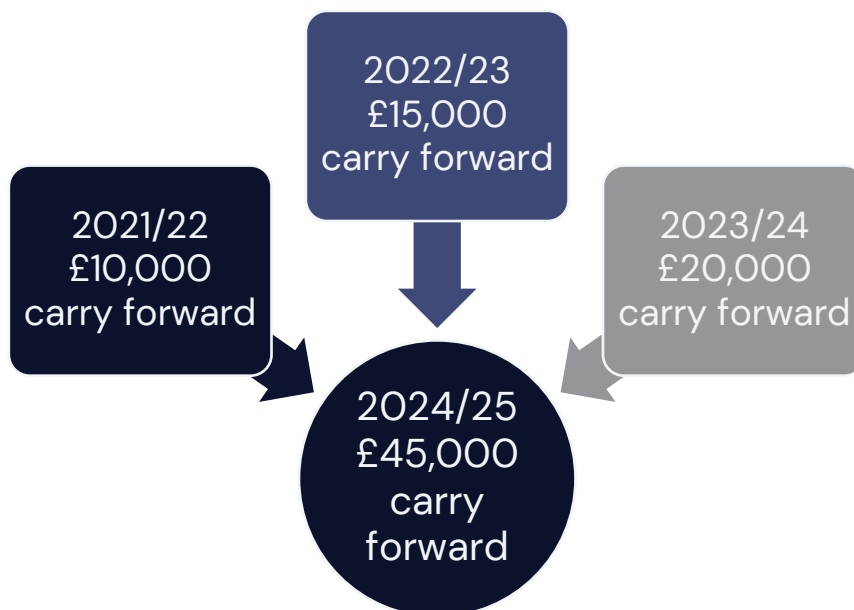 2022/23
£15,000
carry forward
2021/22
£10,000
carry forward
2023/24
£20,000
carry forward
2024/25
£45,000
carry
forward